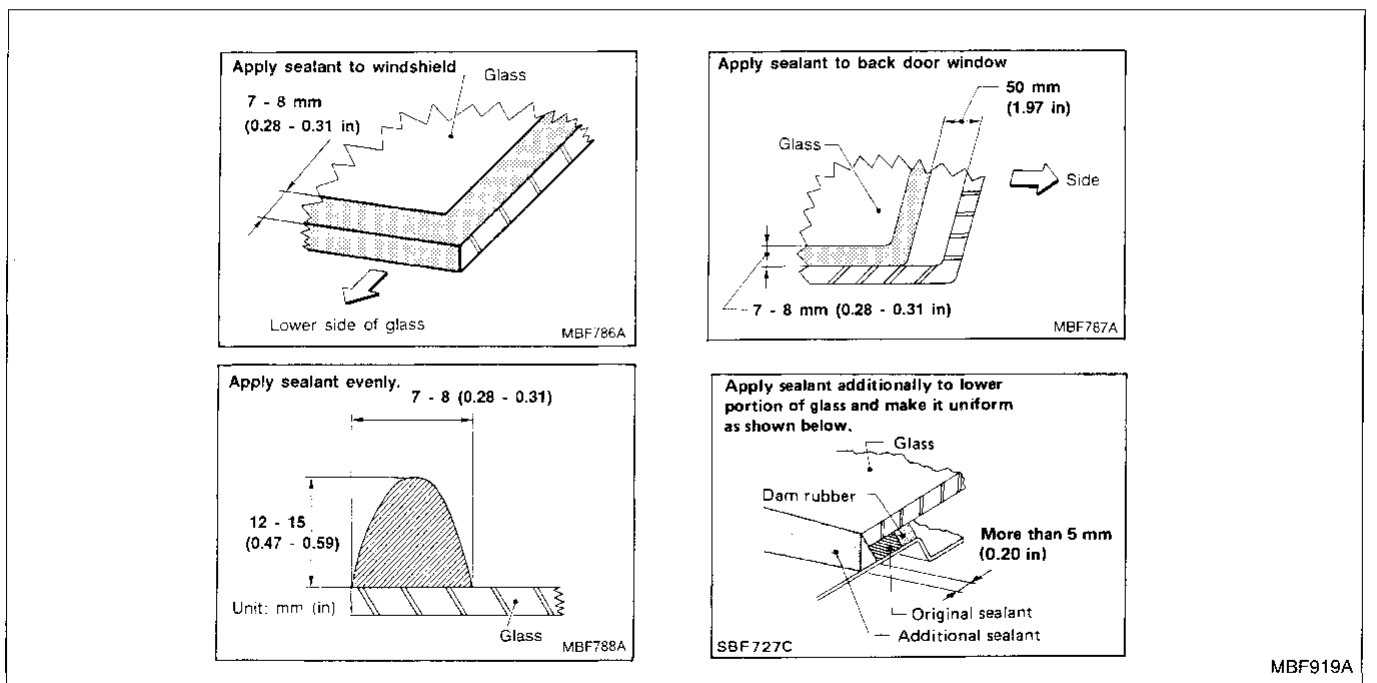 Apply sealant to windshield
Glass
7 - 8 mm
(0.28 - 0.31 in)
Lower side of glass
MBF786A
Apply sealant to back door window
50 mm
(1.97 in)
Glass
Side
7 - 8 mm (0.28 - 0.31 in)
MBF787A
Apply sealant evenly.
7 - 8 (0.28 - 0.31)
12 - 15
(0.47 - 0.59)
Unit: mm (in)
Glass
MBF788A
Apply sealant additionally to lower
portion of glass and make it uniform
as shown below.
Glass
Dam rubber
More than 5 mm
(0.20 in)
Original sealant
Additional sealant
SBF727C
MBF919A